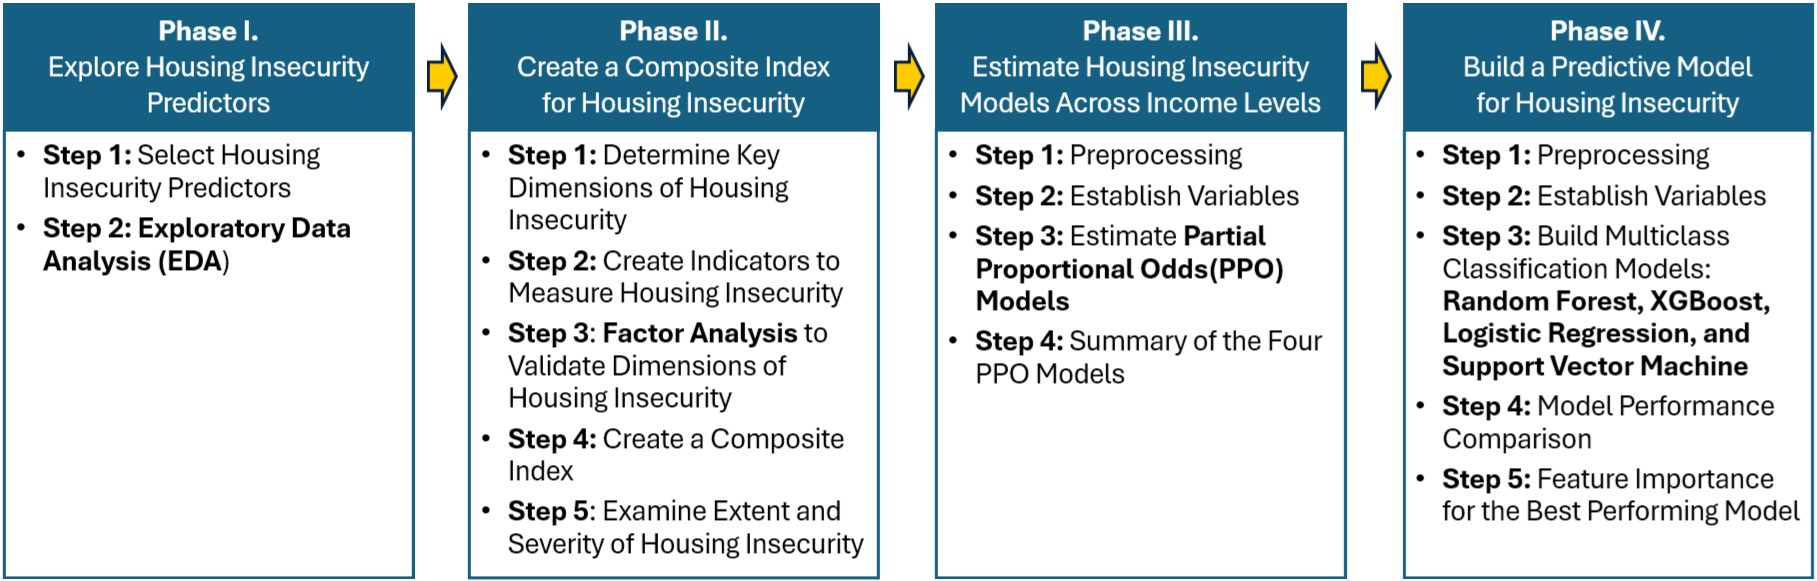 Phase I.
Explore Housing Insecurity
Predictors
• Step 1: Select Housing
Insecurity Predictors
• Step 2: Exploratory Data
Analysis (EDA)
Phase II.
Create a Composite Index
for Housing Insecurity
• Step 1: Determine Key
Dimensions of Housing
Insecurity
• Step 2: Create Indicators to
Measure Housing Insecurity
• Step 3: Factor Analysis to
Validate Dimensions of
Housing Insecurity
• Step 4: Create a Composite
Index
• Step 5: Examine Extent and
Severity of Housing Insecurity
Phase III.
Estimate Housing Insecurity
Models Across Income Levels
• Step 1: Preprocessing
• Step 2: Establish Variables
• Step 3: Estimate Partial
Proportional Odds(PPO)
Models
• Step 4: Summary of the Four
PPO Models
Phase IV.
Build a Predictive Model
for Housing Insecurity
• Step 1: Preprocessing
• Step 2: Establish Variables
• Step 3: Build Multiclass
Classification Models:
Random Forest, XGBoost,
Logistic Regression, and
Support Vector Machine
• Step 4: Model Performance
Comparison
• Step 5: Feature Importance
for the Best Performing Model